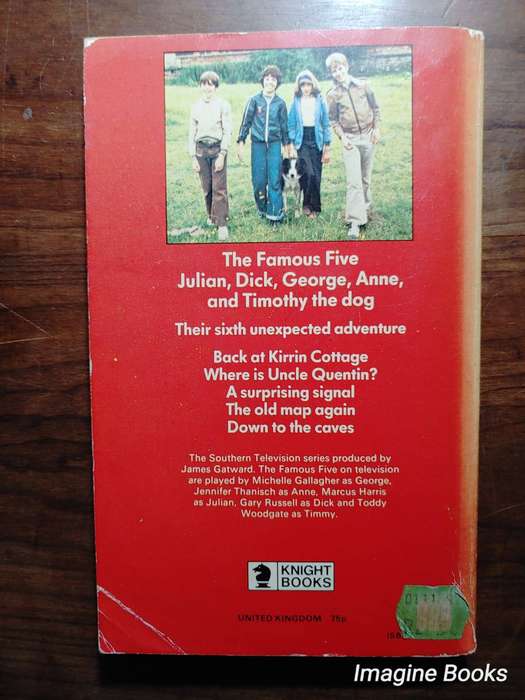 The Famous Five
Julian, Dick, George, Anne,
and Timothy the dog
Their sixth unexpected adventure
Back at Kirrin Cottage
Where is Uncle Quentin?
A surprising signal
The old map again
Down to the caves
The Southern Television series produced by
James Gatward. The Famous Five on television
are played by Michelle Gallagher as George,
Jennifer Thanisch as Anne, Marcus Harris
as Julian, Gary Russell as Dick and Toddy
Woodgate as Timmy.
KNIGHT
BOOKS
UNITED KINGDOM 75p
Imagine Books